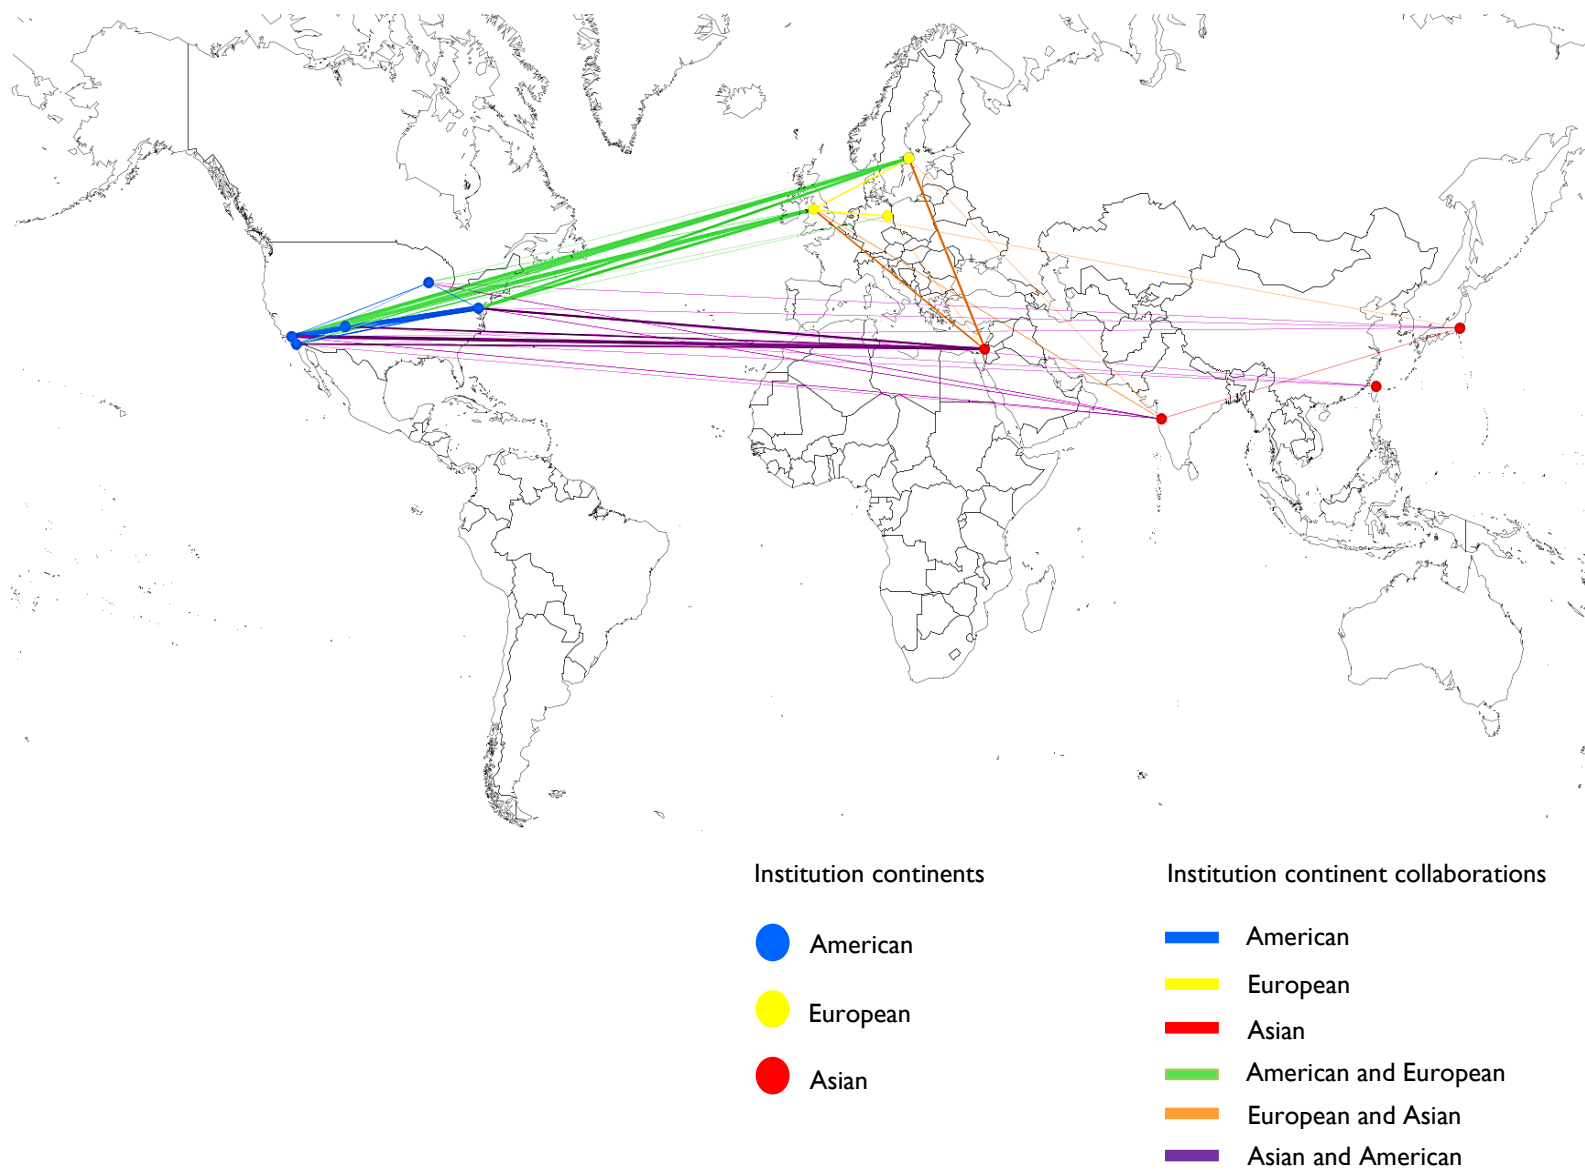 Institution continents
American
European
Asian
Institution continent collaborations
American
European
Asian
American and European
European and Asian
Asian and American